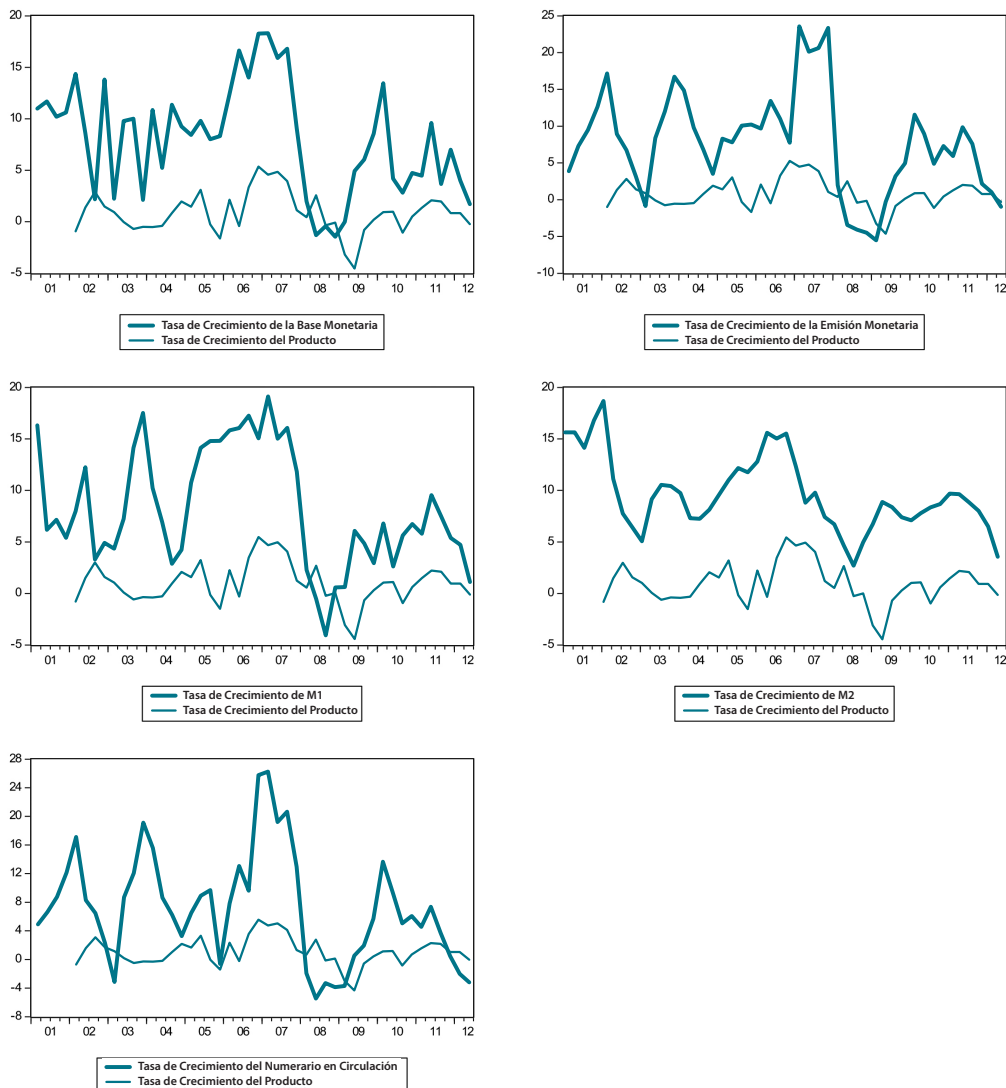 20
15
10
5
0
-5
01 02 03 04 05 06 07 08 09 10 11 12
Tasa de Crecimiento de la Base Monetaria
Tasa de Crecimiento del Producto
25
20
15
10
5
0
-5
-10
01 02 03 04 05 06 07 08 09 10 11 12
Tasa de Crecimiento de la Emisión Monetaria
Tasa de Crecimiento del Producto
20
15
10
5
0
-5
01 02 03 04 05 06 07 08 09 10 11 12
Tasa de Crecimiento de M1
Tasa de Crecimiento del Producto
20
15
10
5
0
-5
01 02 03 04 05 06 07 08 09 10 11 12
Tasa de Crecimiento de M2
Tasa de Crecimiento del Producto
28
24
20
16
12
8
4
0
-4
-8
01 02 03 04 05 06 07 08 09 10 11 12
Tasa de Crecimiento del Numerario en Circulación
Tasa de Crecimiento del Producto